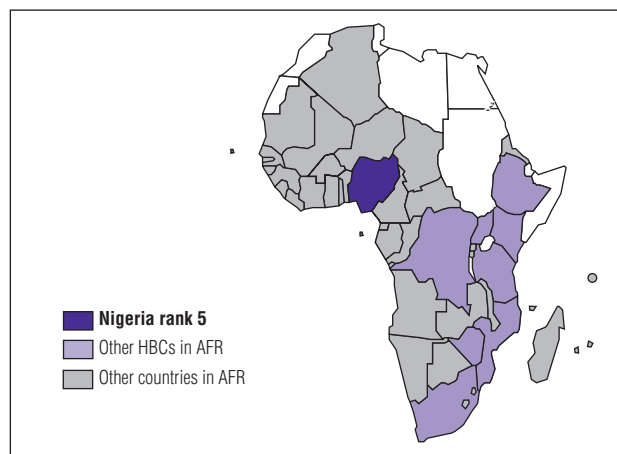 Nigeria rank 5
Other HBCs in AFR
Other countries in AFR